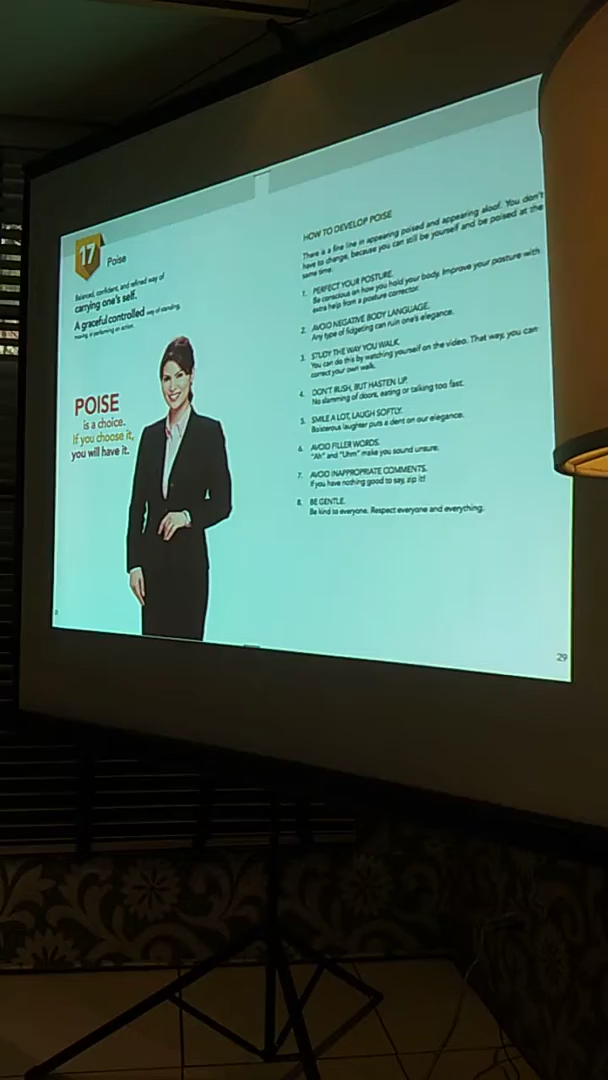 17
Poise
Balanced, confident, and refined way of
carrying one's self.
A graceful controlled way of standing,
moving, or performing an action.
POISE
is a choice.
If you choose it,
you will have it.
HOW TO DEVELOP POISE
There is a fine line in appearing poised and appearing aloof. You don't
have to change, because you can still be yourself and be poised at the
same time.
1. PERFECT YOUR POSTURE.
Be conscious on how you hold your body. Improve your posture with
extra help from a posture corrector.
2. AVOID NEGATIVE BODY LANGUAGE.
Any type of fidgeting can ruin one's elegance.
3. STUDY THE WAY YOU WALK.
You can do this by watching yourself on the video. That way, you can
correct your own walk.
4. DON'T RUSH, BUT HASTEN UP.
No slamming of doors, eating or talking too fast.
5. SMILE A LOT, LAUGH SOFTLY.
Boisterous laughter puts a dent on our elegance.
6. AVOID FILLER WORDS.
"Ah" and "Uhm" make you sound unsure.
7. AVOID INAPPROPRIATE COMMENTS.
If you have nothing good to say, zip it!
8. BE GENTLE.
Be kind to everyone. Respect everyone and everything.
29